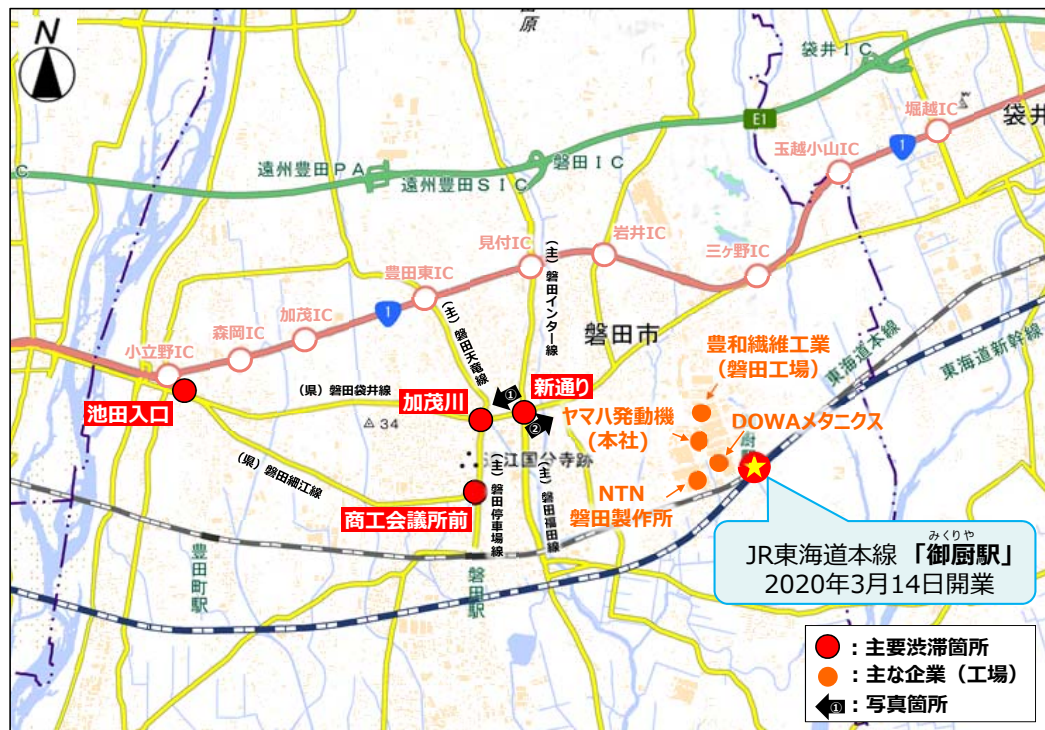 N
原
袋井IC
E1
堀越IC
袋井
玉越小山IC
1
遠州豊田PA
遠州豊田SIC
磐田IC
C
見付IC
岩井IC
三ヶ野IC
豊田東IC
1
加茂IC
森岡IC
小立野IC
(主)磐田インター線
(主)磐田天竜線
磐田市
東海道本線
東海道新幹線
豊和繊維工業
(磐田工場)
池田入口
(県)磐田袋井線
加茂川
①
新通り
②
34
ヤマハ発動機
(本社)
DOWAメタニクス
江国分寺跡
(県)磐田細江線
商工会議所前
(主)磐田停車場線
(主)磐田福田線
NTN
磐田製作所
豊田町駅
磐田駅
みくりや
JR東海道本線「御厨駅」
2020年3月14日開業
:主要渋滞箇所
:主な企業(工場)
①:写真箇所